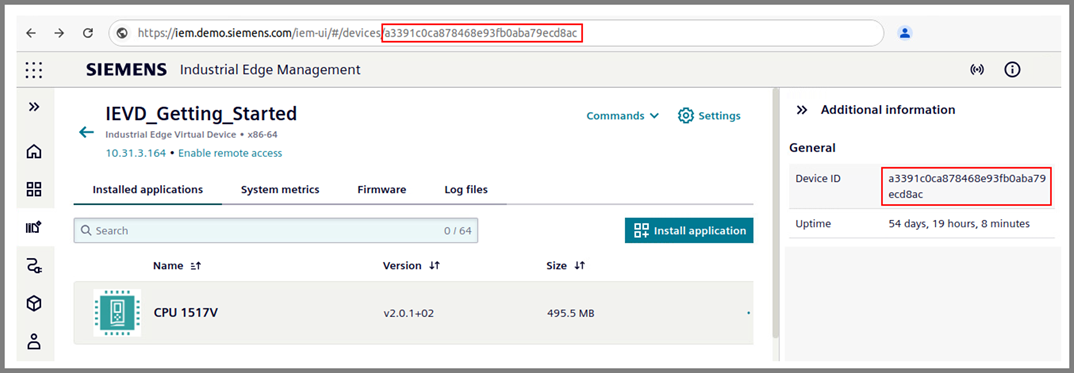 https://iem.demo.siemens.com/iem-ui/#/devices/a3391c0ca878468e93fb0aba79ecd8ac
SIEMENS Industrial Edge Management
IEVD_Getting_Started
Industrial Edge Virtual Device • x86-64
10.31.3.164 • Enable remote access
Commands Settings
Installed applications System metrics Firmware Log files
Search 0 / 64
Install application
Name Version Size
CPU 1517V v2.0.1+02 495.5 MB
Additional information
General
Device ID a3391c0ca878468e93fb0aba79
ecd8ac
Uptime 54 days, 19 hours, 8 minutes